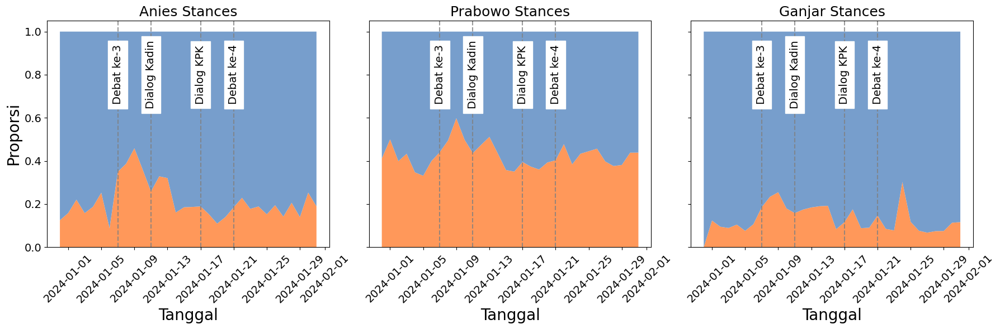 Anies Stances
Prabowo Stances
Ganjar Stances
Proporsi
1.0
0.8
0.6
0.4
0.2
0.0
Debat ke-3
Dialog Kadin
Dialog KPK
Debat ke-4
2024-01-01
2024-01-05
2024-01-09
2024-01-13
2024-01-17
2024-01-21
2024-01-25
2024-01-29
2024-02-01
Tanggal
Debat ke-3
Dialog Kadin
Dialog KPK
Debat ke-4
2024-01-01
2024-01-05
2024-01-09
2024-01-13
2024-01-17
2024-01-21
2024-01-25
2024-01-29
2024-02-01
Tanggal
Debat ke-3
Dialog Kadin
Dialog KPK
Debat ke-4
2024-01-01
2024-01-05
2024-01-09
2024-01-13
2024-01-17
2024-01-21
2024-01-25
2024-01-29
2024-02-01
Tanggal